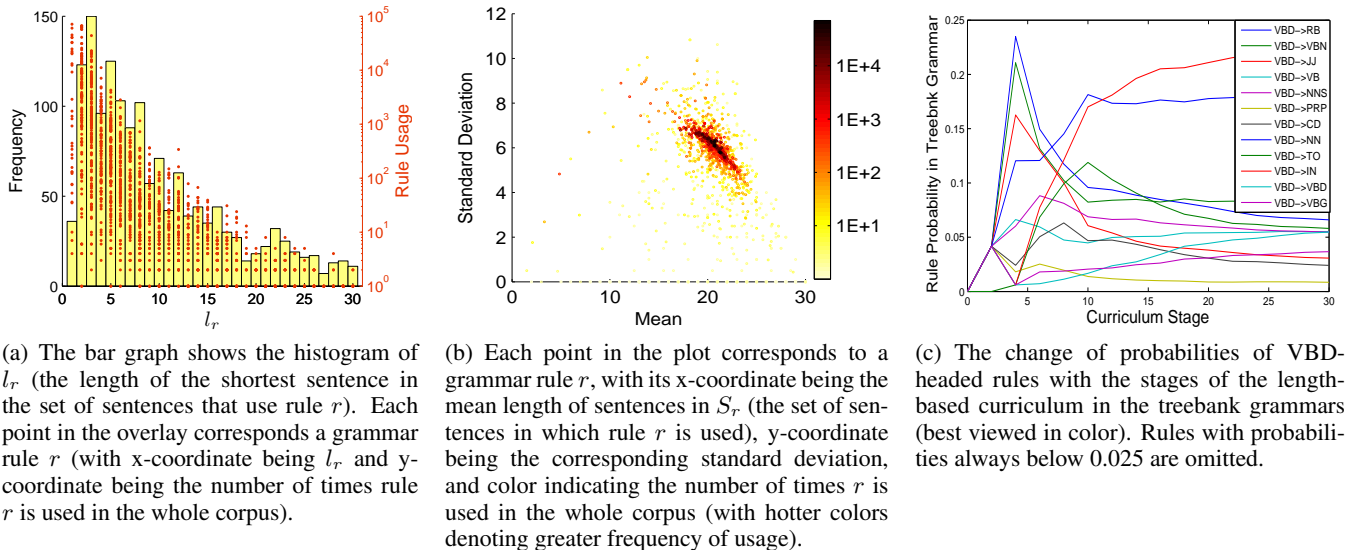 150
100
50
0
Frequency
0 5 10 15 20 25 30
l_r
10^5
10^4
10^3
10^2
10^1
10^0
Rule Usage
12
10
8
6
4
2
0
Standard Deviation
0 10 20 30
Mean
1E+4
1E+3
1E+2
1E+1
0.25
0.2
0.15
0.1
0.05
0
Rule Probability in Treebnk Grammar
0 5 10 15 20 25 30
Curriculum Stage
VBD->RB
VBD->VBN
VBD->JJ
VBD->VB
VBD->NNS
VBD->PRP
VBD->CD
VBD->NN
VBD->TO
VBD->IN
VBD->VBD
VBD->VBG
(a) The bar graph shows the histogram of
l_r (the length of the shortest sentence in
the set of sentences that use rule r). Each
point in the overlay corresponds a grammar
rule r (with x-coordinate being l_r and y-
coordinate being the number of times rule
r is used in the whole corpus).
(b) Each point in the plot corresponds to a
grammar rule r, with its x-coordinate being the
mean length of sentences in S_r (the set of sen-
tences in which rule r is used), y-coordinate
being the corresponding standard deviation,
and color indicating the number of times r is
used in the whole corpus (with hotter colors
denoting greater frequency of usage).
(c) The change of probabilities of VBD-
headed rules with the stages of the length-
based curriculum in the treebank grammars
(best viewed in color). Rules with probabili-
ties always below 0.025 are omitted.